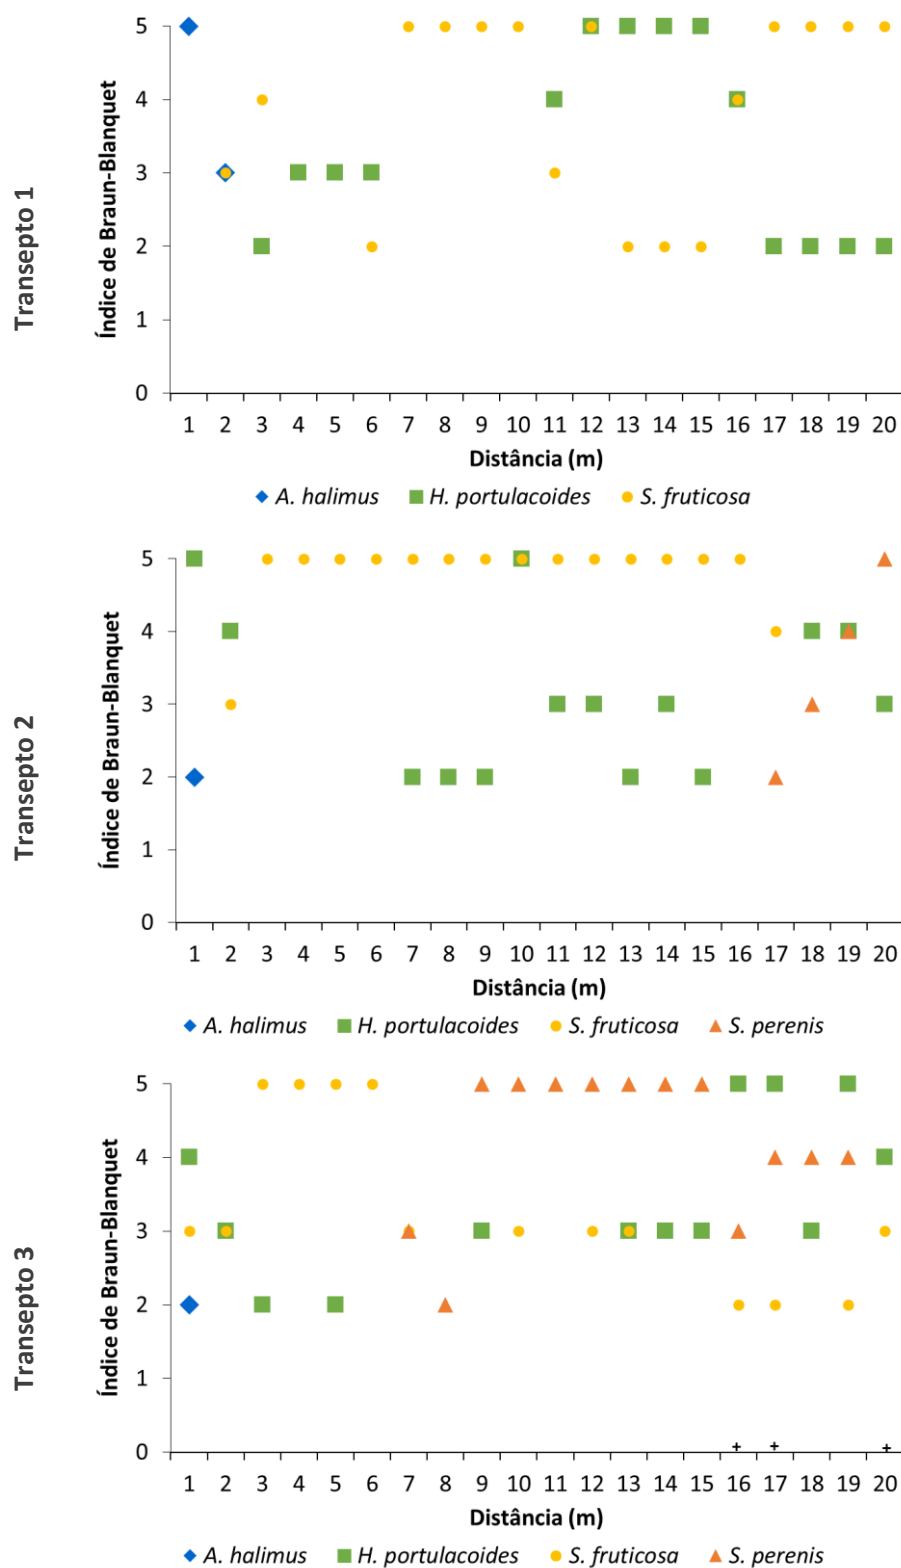 Transepto 1
Índice de Braun-Blanquet
5
4
3
2
1
0
1 2 3 4 5 6 7 8 9 10 11 12 13 14 15 16 17 18 19 20
Distância (m)
A. halimus H. portulacoides S. fruticosa
Transepto 2
Índice de Braun-Blanquet
5
4
3
2
1
0
1 2 3 4 5 6 7 8 9 10 11 12 13 14 15 16 17 18 19 20
Distância (m)
A. halimus H. portulacoides S. fruticosa S. perenis
Transepto 3
Índice de Braun-Blanquet
5
4
3
2
1
0
+ + +
1 2 3 4 5 6 7 8 9 10 11 12 13 14 15 16 17 18 19 20
Distância (m)
A. halimus H. portulacoides S. fruticosa S. perenis